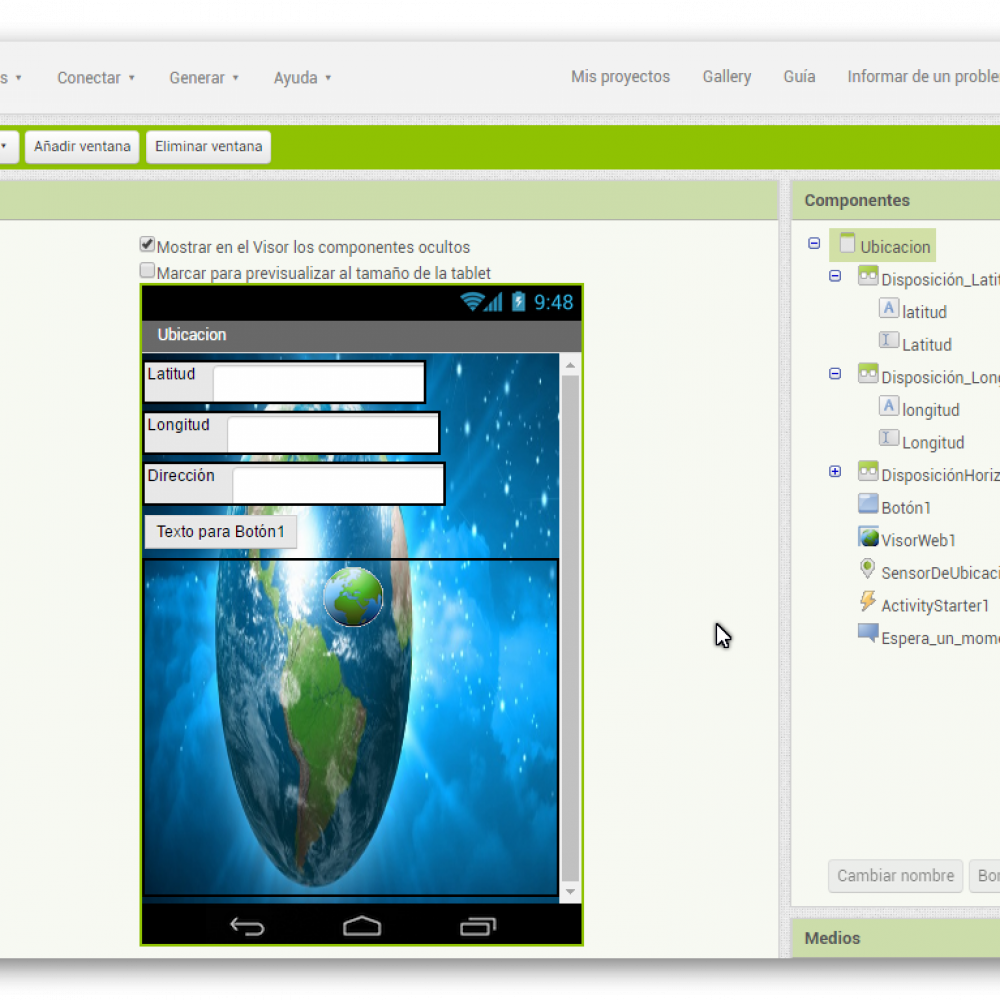 s Conectar Generar Ayuda Mis proyectos Gallery Guía Informar de un proble
Añadir ventana Eliminar ventana
Componentes
Mostrar en el Visor los componentes ocultos
Marcar para previsualizar al tamaño de la tablet
9:48
Ubicacion
Latitud
Longitud
Dirección
Texto para Botón1
Ubicacion
Disposición_Latit
A latitud
Latitud
Disposición_Long
A longitud
Longitud
DisposiciónHoriz
Botón1
VisorWeb1
SensorDeUbicaci
ActivityStarter1
Espera_un_mome
Cambiar nombre Bor
Medios